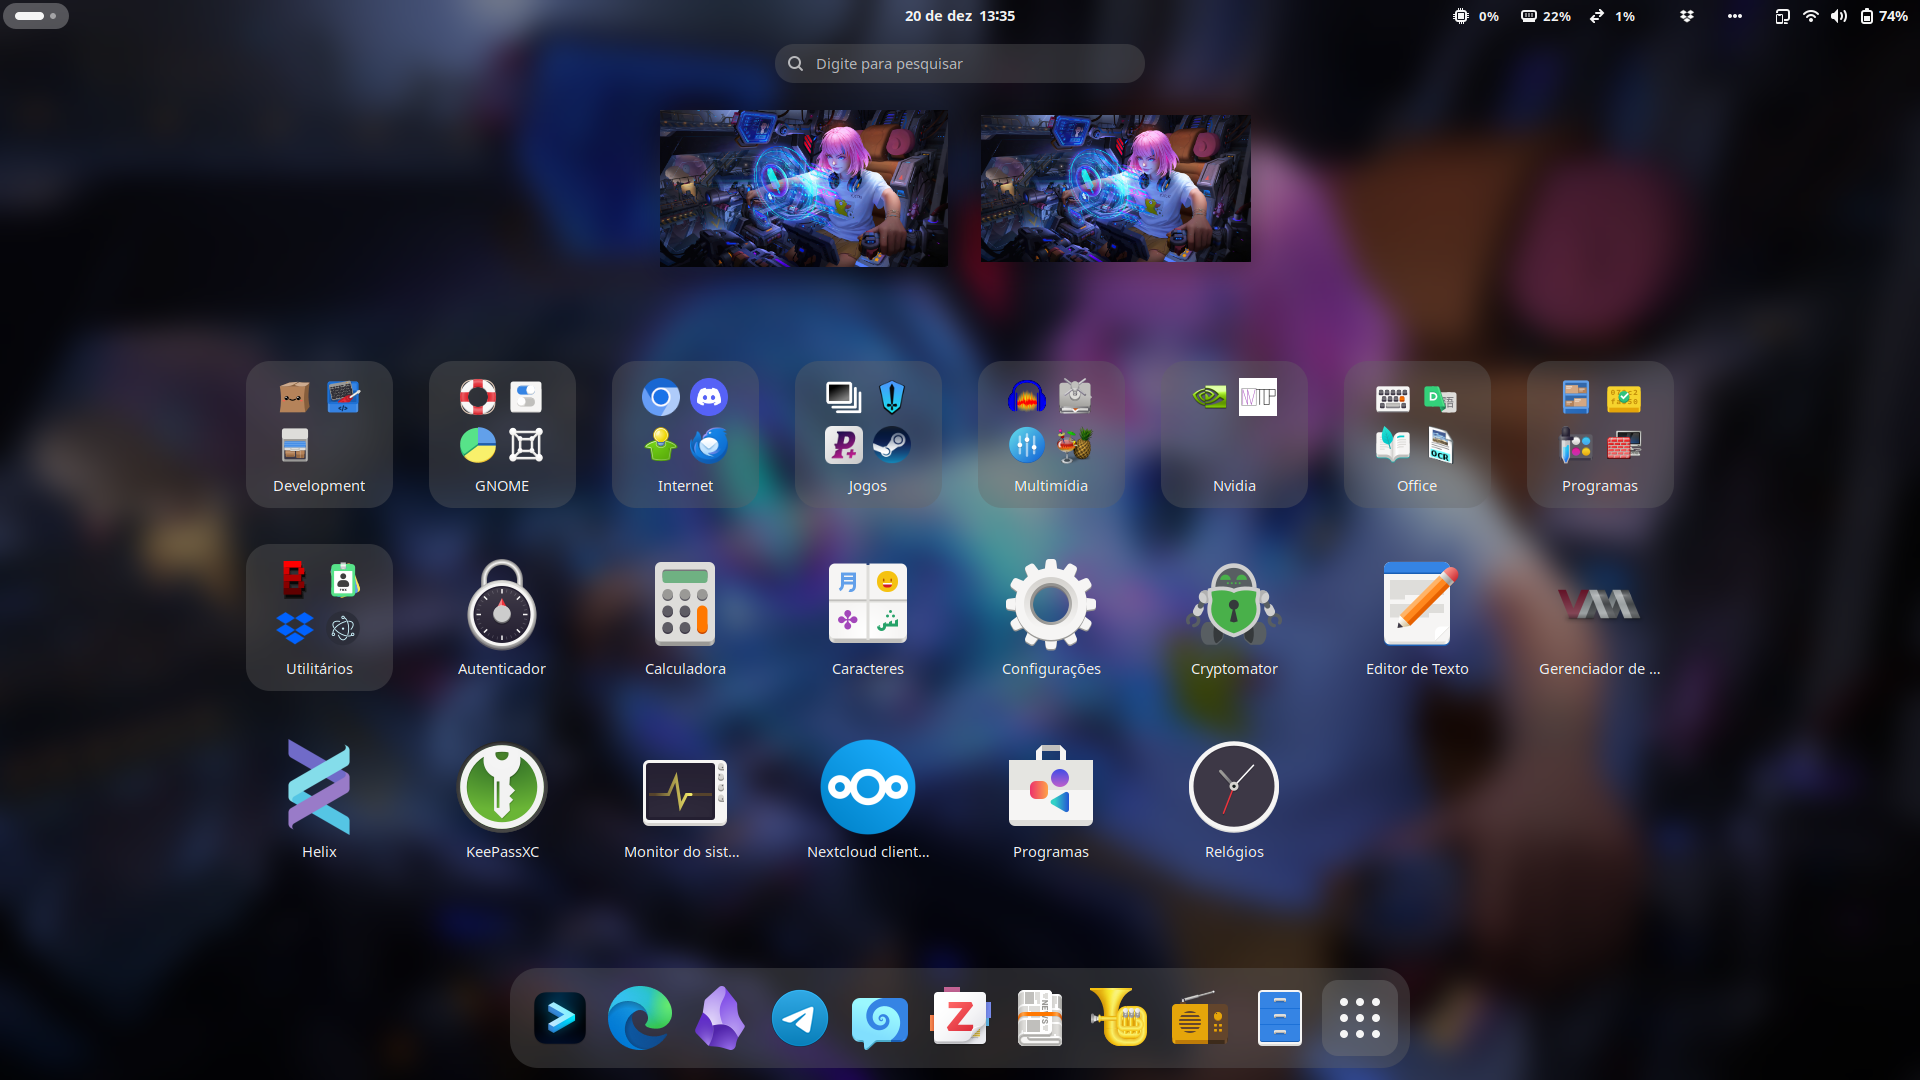 20 de dez 13:35
0%
22%
1%
74%
Digite para pesquisar
Development
GNOME
Internet
Jogos
Multimídia
Nvidia
Office
Programas
Utilitários
Autenticador
Calculadora
Caracteres
Configurações
Cryptomator
Editor de Texto
Gerenciador de ...
Helix
KeePassXC
Monitor do sist...
Nextcloud client...
Programas
Relógios